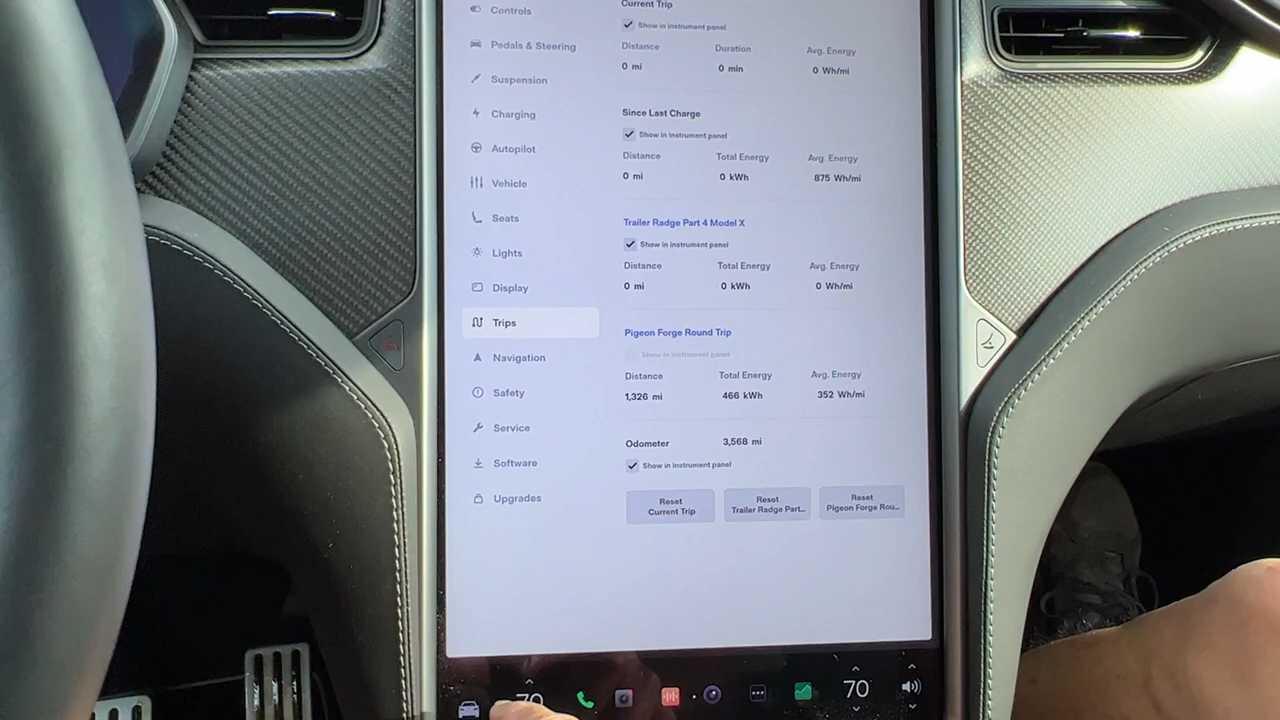 Controls
Pedals & Steering
Suspension
Charging
Autopilot
Vehicle
Seats
Lights
Display
Trips
Navigation
Safety
Service
Software
Upgrades
Current Trip
Show in instrument panel
Distance Duration Avg. Energy
0 mi 0 min 0 Wh/mi
Since Last Charge
Show in instrument panel
Distance Total Energy Avg. Energy
0 mi 0 kWh 875 Wh/mi
Trailer Radge Part 4 Model X
Show in instrument panel
Distance Total Energy Avg. Energy
0 mi 0 kWh 0 Wh/mi
Pigeon Forge Round Trip
Show in instrument panel
Distance Total Energy Avg. Energy
1,326 mi 466 kWh 352 Wh/mi
Odometer 3,568 mi
Show in instrument panel
Reset
Current Trip
Reset
Trailer Radge Part...
Reset
Pigeon Forge Rou...
70 70